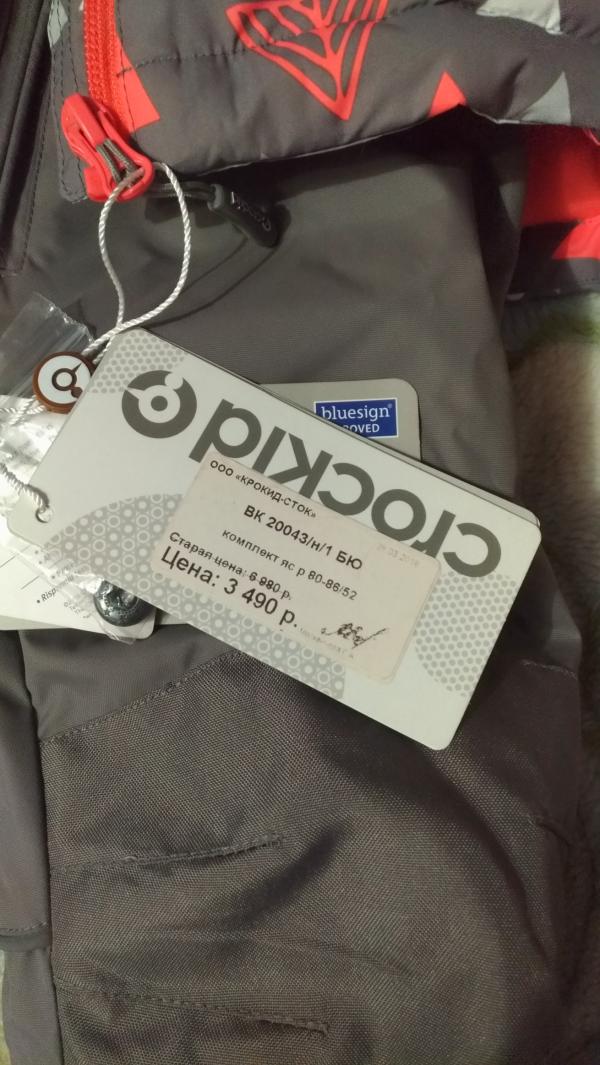 crockid
bluesign®
ООО «КРОКИД-СТОК»
ВК 20043/н/1 БЮ
комплект яс р 80-86/52
Старая цена: 6 980 р.
Цена: 3 490 р.